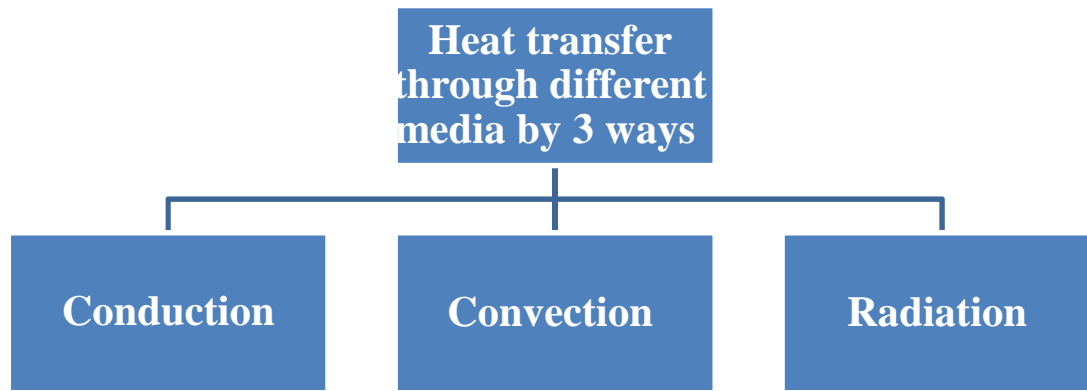 Heat transfer
through different
media by 3 ways
Conduction
Convection
Radiation